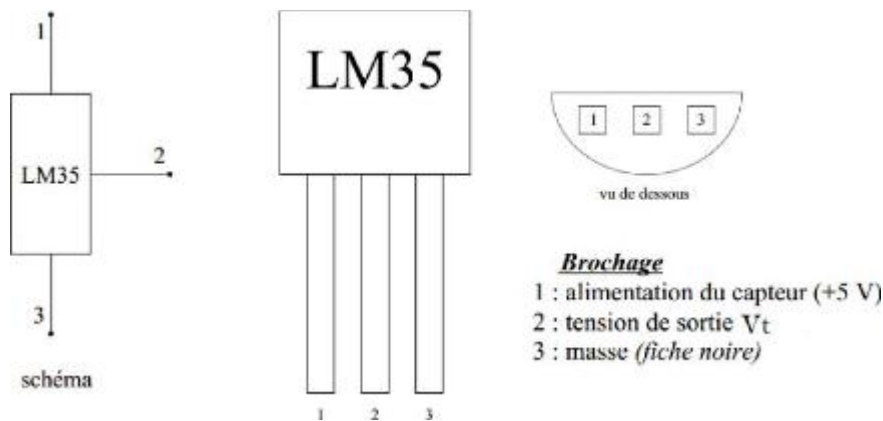 1
LM35
2
3
schéma
LM35
1 2 3
1 2 3
vu de dessous
Brochage
1 : alimentation du capteur (+5 V)
2 : tension de sortie Vt
3 : masse (fiche noire)